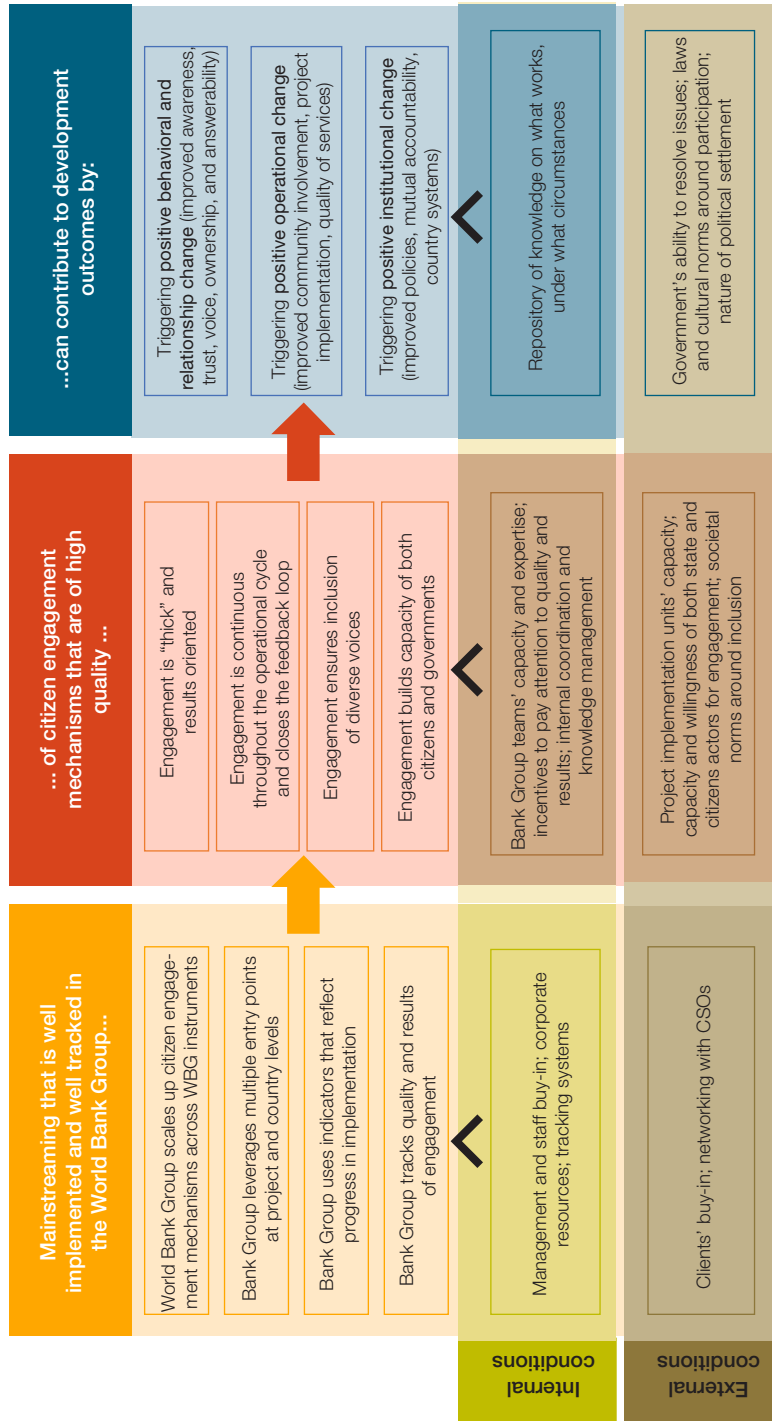 Mainstreaming that is well
implemented and well tracked in
the World Bank Group...
World Bank Group scales up citizen engage-
ment mechanisms across WBG instruments
Bank Group leverages multiple entry points
at project and country levels
Bank Group uses indicators that reflect
progress in implementation
Bank Group tracks quality and results
of engagement
... of citizen engagement
mechanisms that are of high
quality ...
Engagement is “thick” and
results oriented
Engagement is continuous
throughout the operational cycle
and closes the feedback loop
Engagement ensures inclusion
of diverse voices
Engagement builds capacity of both
citizens and governments
...can contribute to development
outcomes by:
Triggering positive behavioral and
relationship change (improved awareness,
trust, voice, ownership, and answerability)
Triggering positive operational change
(improved community involvement, project
implementation, quality of services)
Triggering positive institutional change
(improved policies, mutual accountability,
country systems)
Internal
conditions
Management and staff buy-in; corporate
resources; tracking systems
Bank Group teams’ capacity and expertise;
incentives to pay attention to quality and
results; internal coordination and
knowledge management
Repository of knowledge on what works,
under what circumstances
External
conditions
Clients’ buy-in; networking with CSOs
Project implementation units’ capacity;
capacity and willingness of both state and
citizens actors for engagement; societal
norms around inclusion
Government’s ability to resolve issues; laws
and cultural norms around participation;
nature of political settlement